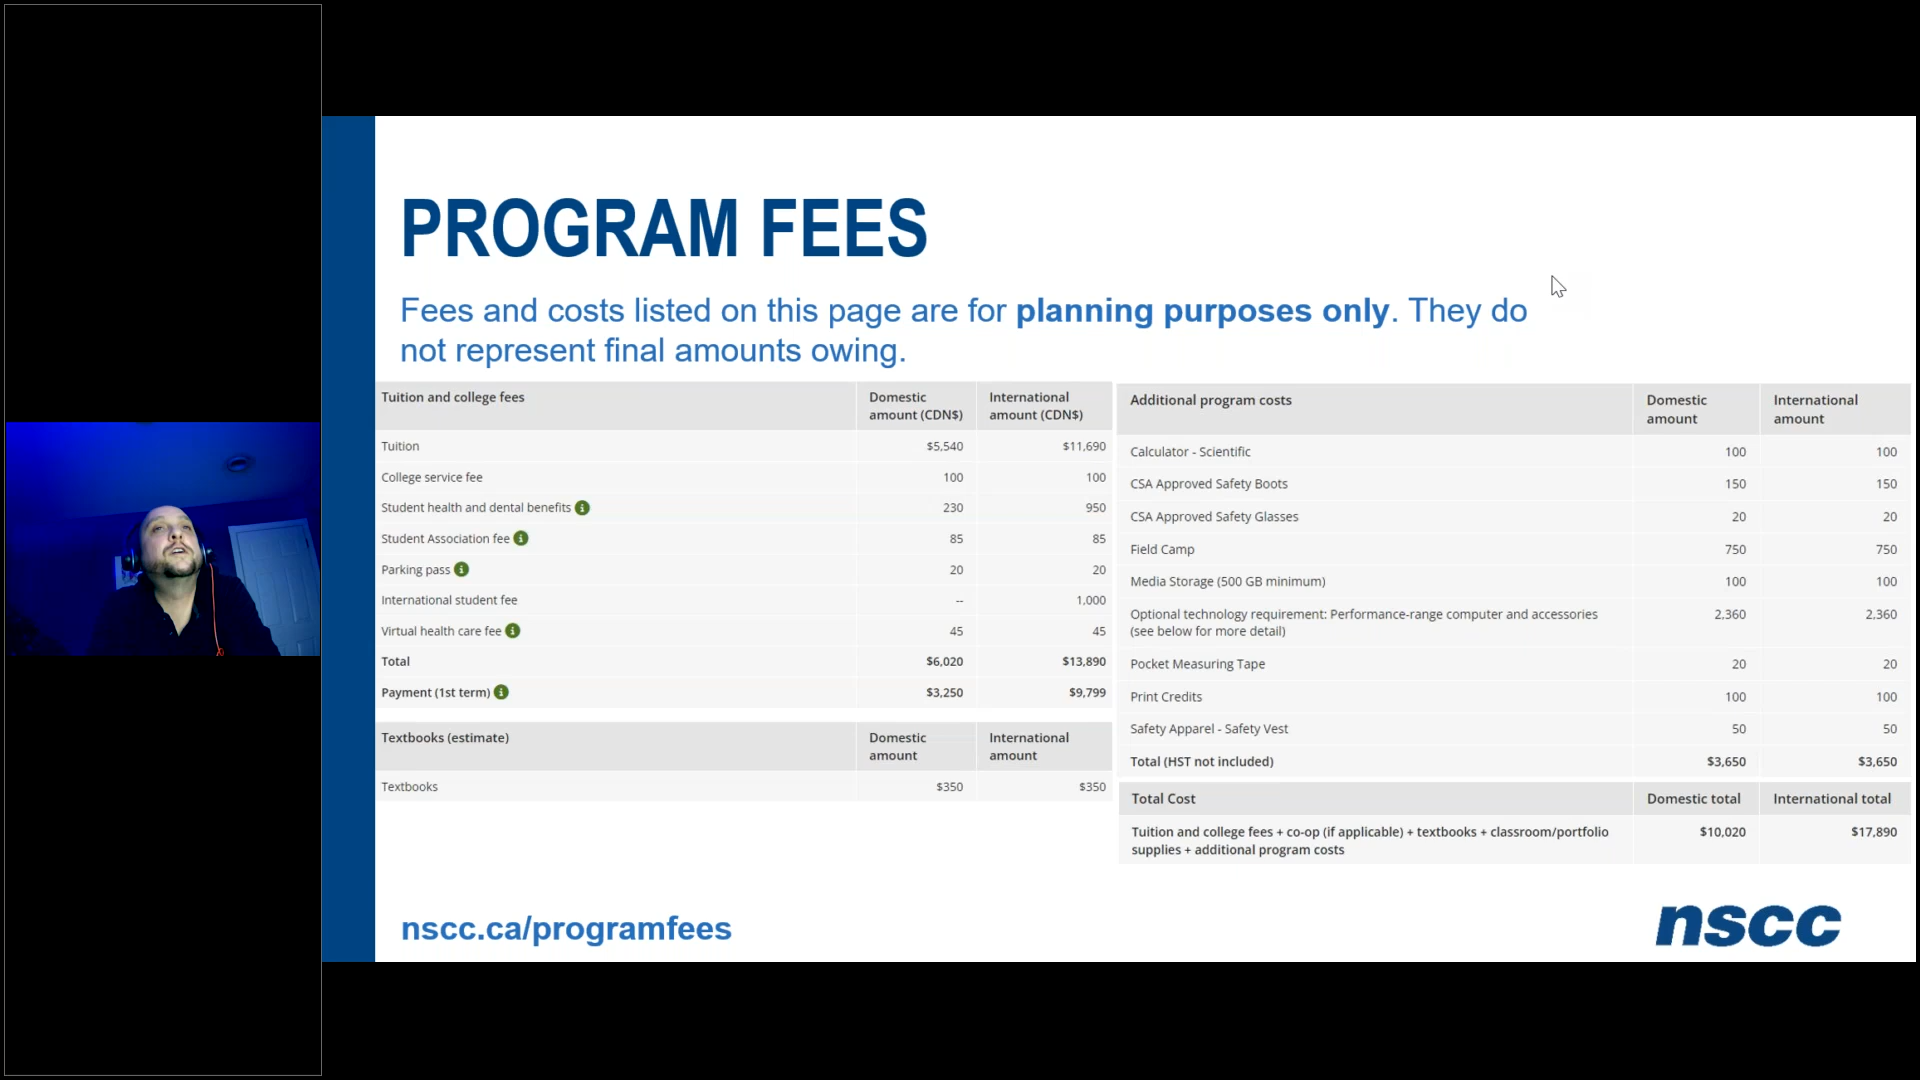 PROGRAM FEES
Fees and costs listed on this page are for planning purposes only. They do
not represent final amounts owing.
Tuition and college fees Domestic amount (CDN$) International amount (CDN$)
Tuition $5,540 $11,690
College service fee 100 100
Student health and dental benefits i 230 950
Student Association fee i 85 85
Parking pass i 20 20
International student fee -- 1,000
Virtual health care fee i 45 45
Total $6,020 $13,890
Payment (1st term) i $3,250 $9,799
Textbooks (estimate) Domestic amount International amount
Textbooks $350 $350
Additional program costs Domestic amount International amount
Calculator - Scientific 100 100
CSA Approved Safety Boots 150 150
CSA Approved Safety Glasses 20 20
Field Camp 750 750
Media Storage (500 GB minimum) 100 100
Optional technology requirement: Performance-range computer and accessories 2,360 2,360
(see below for more detail)
Pocket Measuring Tape 20 20
Print Credits 100 100
Safety Apparel - Safety Vest 50 50
Total (HST not included) $3,650 $3,650
Total Cost Domestic total International total
Tuition and college fees + co-op (if applicable) + textbooks + classroom/portfolio $10,020 $17,890
supplies + additional program costs
nscc.ca/programfees
nscc